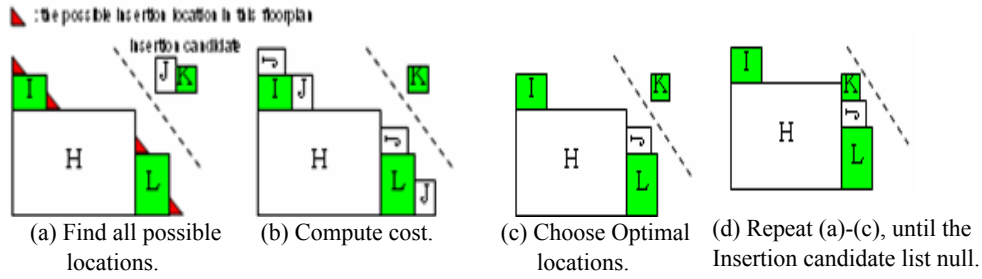 : the possible insertion location in this floorplan
Insertion candidate
J K
I
H
L
J
I J
H
J
L J
K
I
H
J
L
K
I
H
K
J
L
(a) Find all possible locations.
(b) Compute cost.
(c) Choose Optimal locations.
(d) Repeat (a)-(c), until the Insertion candidate list null.